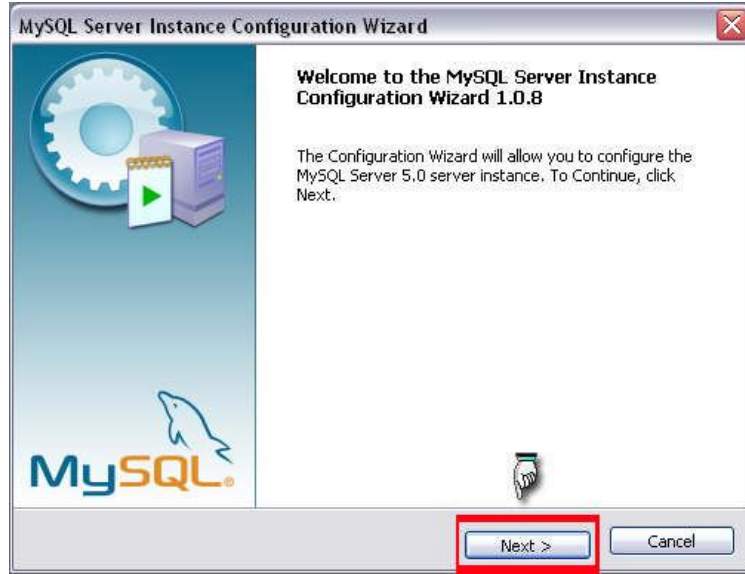 MySQL Server Instance Configuration Wizard
Welcome to the MySQL Server Instance
Configuration Wizard 1.0.8
The Configuration Wizard will allow you to configure the
MySQL Server 5.0 server instance. To Continue, click
Next.
MySQL®
Next >
Cancel